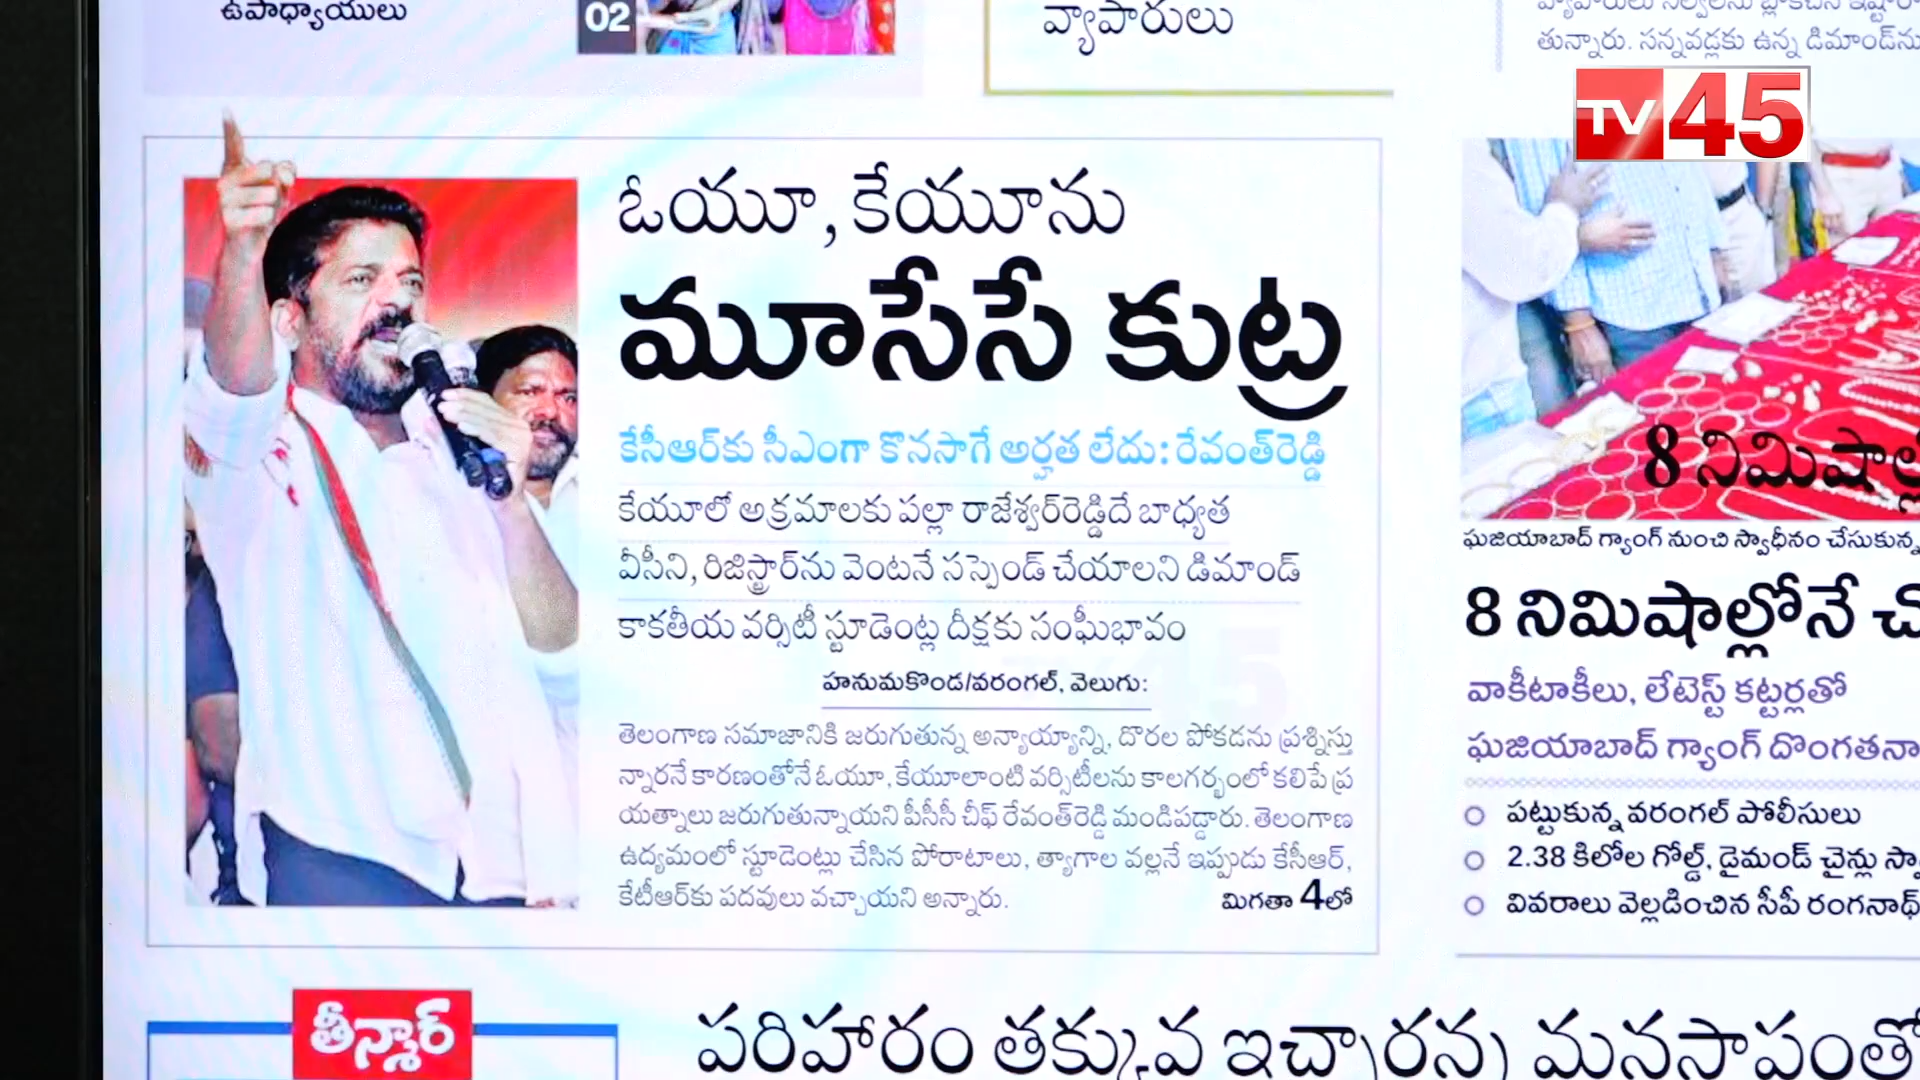 ఉపాధ్యాయులు
02
వ్యాపారులు
తున్నారు. సన్నవడ్లకు ఉన్న డిమాండ్‌ను
TV 45
ఓయూ, కేయూను
మూసేసే కుట్ర
కేసీఆర్‌కు సీఎంగా కొనసాగే అర్హత లేదు: రేవంత్‌రెడ్డి
కేయూలో అక్రమాలకు పల్లా రాజేశ్వర్‌రెడ్డిదే బాధ్యత
వీసీని, రిజిస్ట్రార్‌ను వెంటనే సస్పెండ్ చేయాలని డిమాండ్
కాకతీయ వర్సిటీ స్టూడెంట్ల దీక్షకు సంఘీభావం
హనుమకొండ/వరంగల్, వెలుగు:
తెలంగాణ సమాజానికి జరుగుతున్న అన్యాయాన్ని, దొరల పోకడను ప్రశ్నిస్తు
న్నారనే కారణంతోనే ఓయూ, కేయూలాంటి వర్సిటీలను కాలగర్భంలో కలిపే ప్ర
యత్నాలు జరుగుతున్నాయని పీసీసీ చీఫ్ రేవంత్‌రెడ్డి మండిపడ్డారు. తెలంగాణ
ఉద్యమంలో స్టూడెంట్లు చేసిన పోరాటాలు, త్యాగాల వల్లనే ఇప్పుడు కేసీఆర్,
కేటీఆర్‌కు పదవులు వచ్చాయని అన్నారు.
మిగతా 4లో
8 నిమిషాల్లో
ఘజియాబాద్ గ్యాంగ్ నుంచి స్వాధీనం చేసుకున్న
8 నిమిషాల్లోనే
వాకీటాకీలు, లేటెస్ట్ కట్టర్లతో
ఘజియాబాద్ గ్యాంగ్
పట్టుకున్న వరంగల్ పోలీసులు
2.38 కిలోల గోల్డ్, డైమండ్ చైన్లు
వివరాలు వెల్లడించిన సీపీ రంగనాథ్
తీన్మార్
పరిహారం తక్కువ ఇచ్చారన్న మనస్తాపంతో